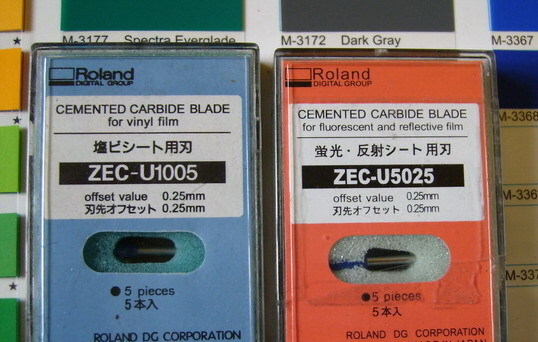 M-3177 Spectra Everglade
M-3172 Dark Gray
M-3367
Roland
DIGITAL GROUP
CEMENTED CARBIDE BLADE
for vinyl film
塩ビシート用刃
ZEC-U1005
offset value 0.25mm
刃先オフセット 0.25mm
5 pieces
5本入
ROLAND DG CORPORATION
Roland
DIGITAL GROUP
CEMENTED CARBIDE BLADE
for fluorescent and reflective film
蛍光・反射シート用刃
ZEC-U5025
offset value 0.25mm
刃先オフセット 0.25mm
5 pieces
5本入
ROLAND DG CORPORATION
M-3368